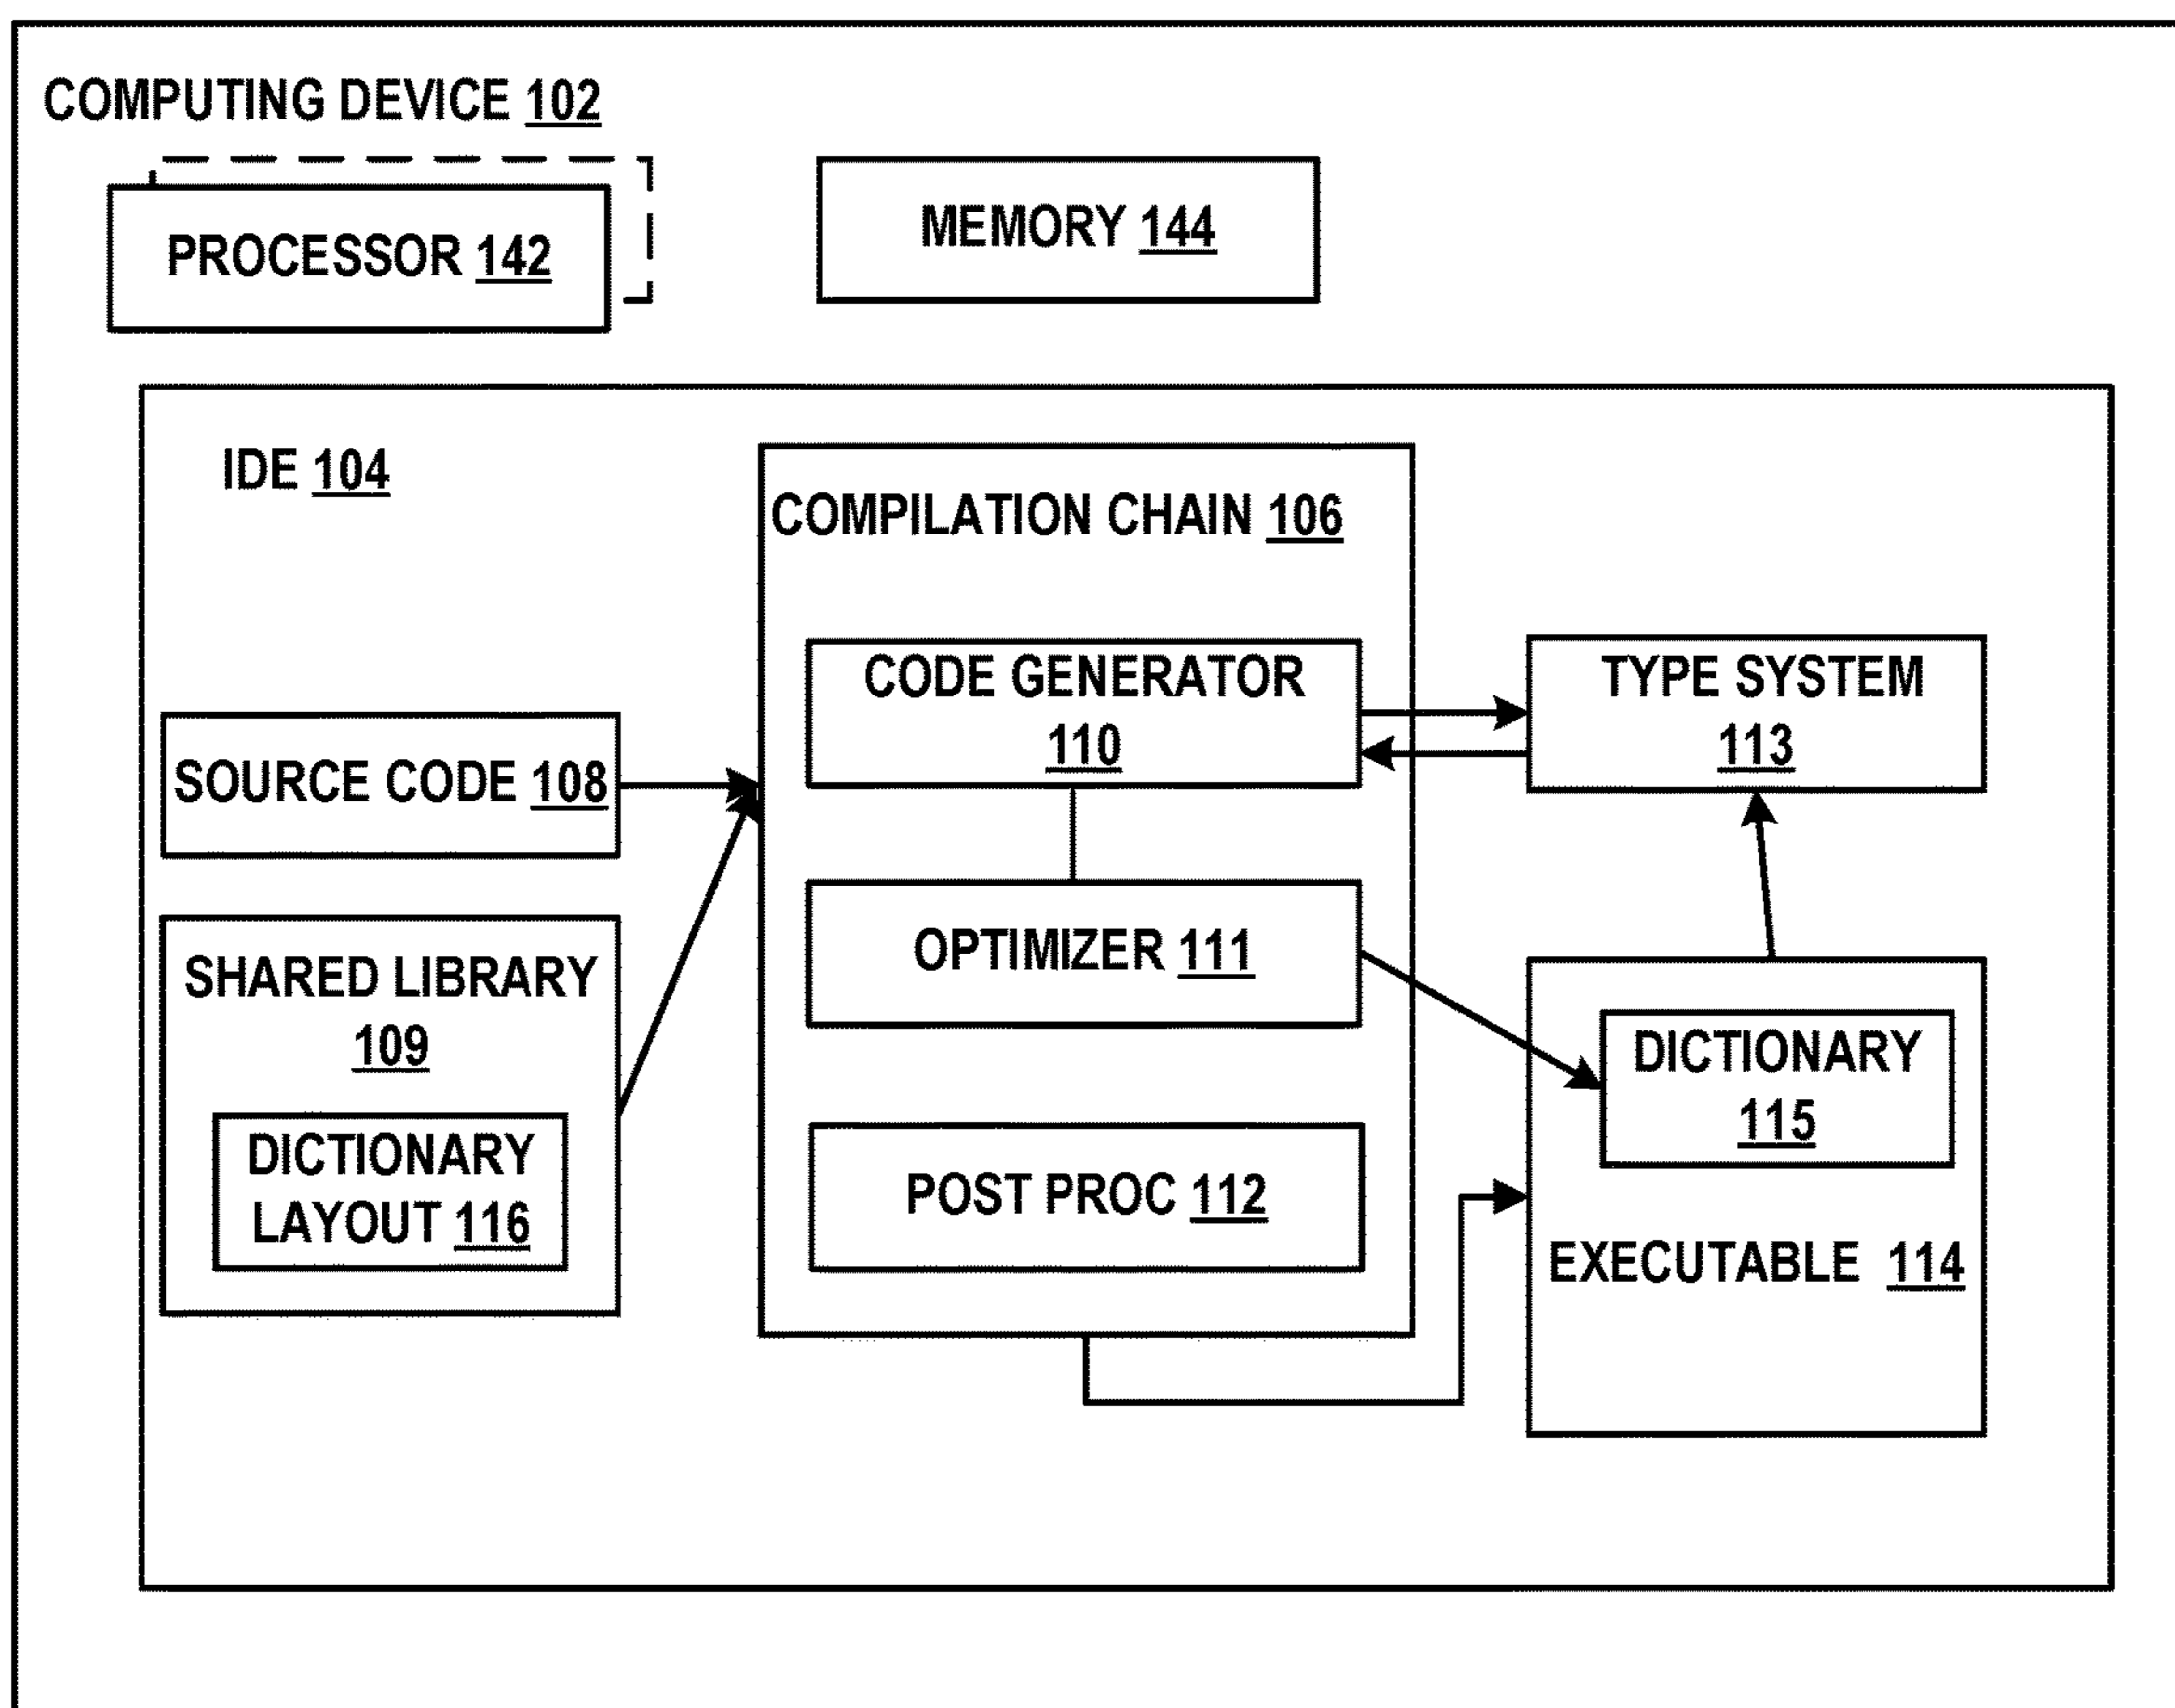 COMPUTING DEVICE 102
PROCESSOR 142
MEMORY 144
IDE 104
COMPILATION CHAIN 106
SOURCE CODE 108
SHARED LIBRARY
109
DICTIONARY
LAYOUT 116
CODE GENERATOR
110
OPTIMIZER 111
POST PROC 112
TYPE SYSTEM
113
DICTIONARY
115
EXECUTABLE 114